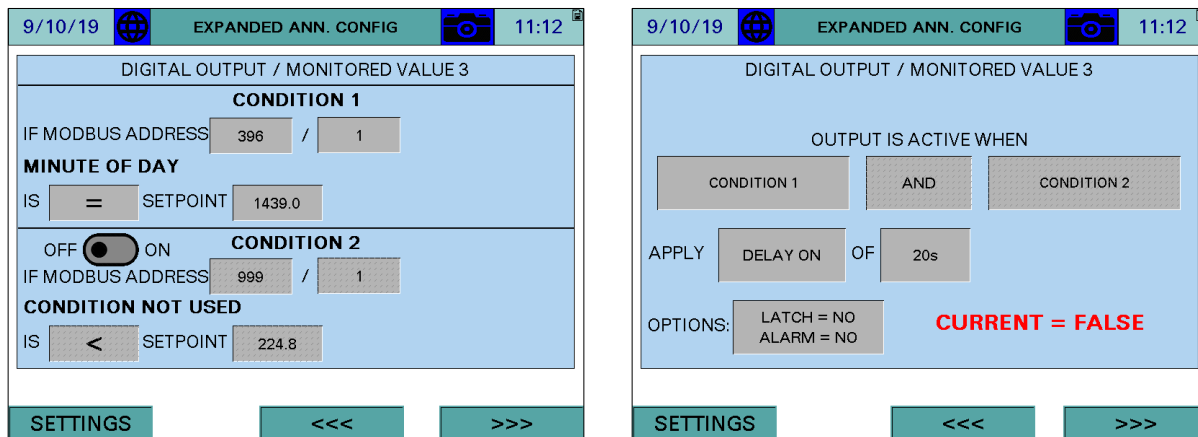 9/10/19 EXPANDED ANN. CONFIG 11:12
DIGITAL OUTPUT / MONITORED VALUE 3
CONDITION 1
IF MODBUS ADDRESS 396 / 1
MINUTE OF DAY
IS = SETPOINT 1439.0
OFF ON CONDITION 2
IF MODBUS ADDRESS 999 / 1
CONDITION NOT USED
IS < SETPOINT 224.8
SETTINGS <<< >>>
9/10/19 EXPANDED ANN. CONFIG 11:12
DIGITAL OUTPUT / MONITORED VALUE 3
OUTPUT IS ACTIVE WHEN
CONDITION 1 AND CONDITION 2
APPLY DELAY ON OF 20s
OPTIONS: LATCH = NO
ALARM = NO
CURRENT = FALSE
SETTINGS <<< >>>